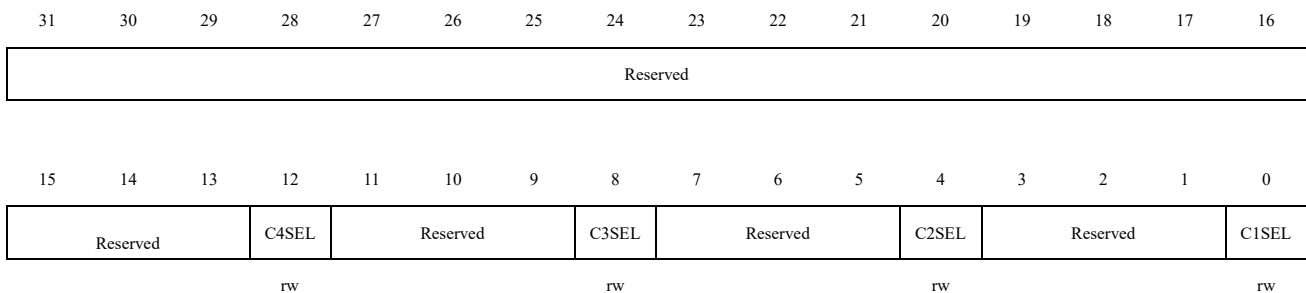 31 30 29 28 27 26 25 24 23 22 21 20 19 18 17 16
Reserved
15 14 13 12 11 10 9 8 7 6 5 4 3 2 1 0
Reserved C4SEL Reserved C3SEL Reserved C2SEL Reserved C1SEL
rw rw rw rw